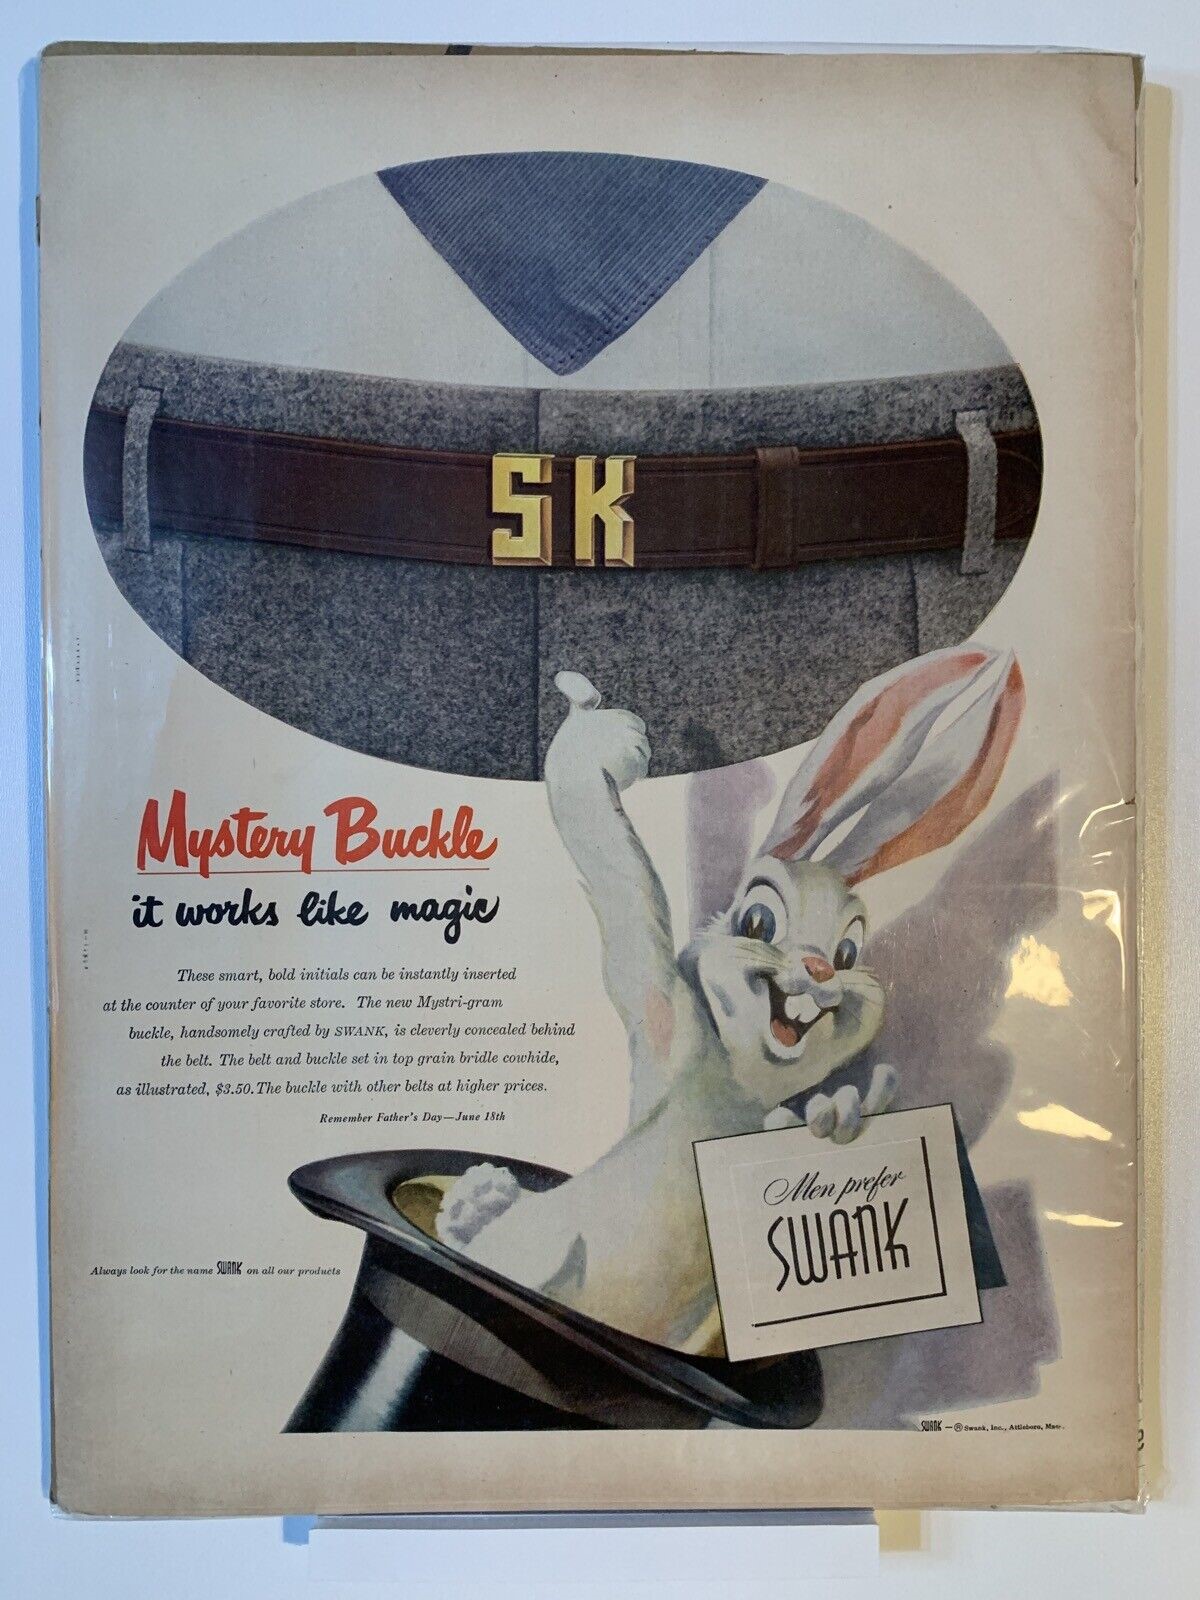 SK
Mystery Buckle
it works like magic
These smart, bold initials can be instantly inserted
at the counter of your favorite store. The new Mystri-gram
buckle, handsomely crafted by SWANK, is cleverly concealed behind
the belt. The belt and buckle set in top grain bridle cowhide,
as illustrated, $3.50. The buckle with other belts at higher prices.
Remember Father's Day—June 18th
Men prefer
SWANK
Always look for the name SWANK on all our products
SWANK — ® Swank, Inc., Attleboro, Mass.